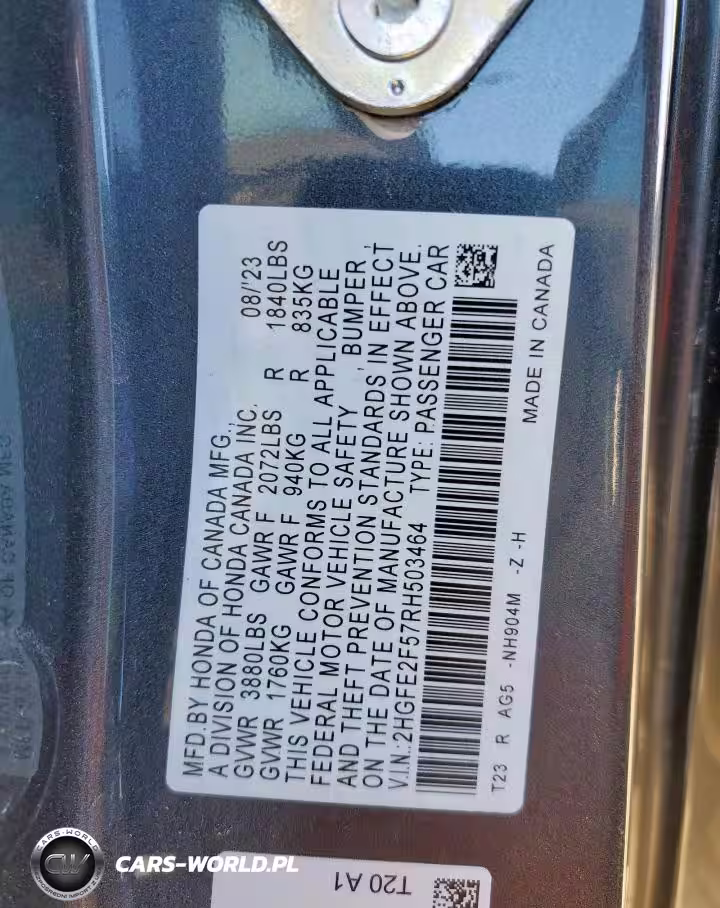 MFD.BY HONDA OF CANADA MFG., 08/'23
A DIVISION OF HONDA CANADA INC.
GVWR 3880LBS GAWR F 2072LBS R 1840LBS
GVWR 1760KG GAWR F 940KG R 835KG
THIS VEHICLE CONFORMS TO ALL APPLICABLE
FEDERAL MOTOR VEHICLE SAFETY , BUMPER,
AND THEFT PREVENTION STANDARDS, IN EFFECT
ON THE DATE OF MANUFACTURE SHOWN ABOVE.
V.I.N.:2HGFE2F57RH503464 TYPE: PASSENGER CAR
T23 R AG5 -NH904M -Z -H MADE IN CANADA
T20 A1
CARS-WORLD
CW
CARS-WORLD.PL